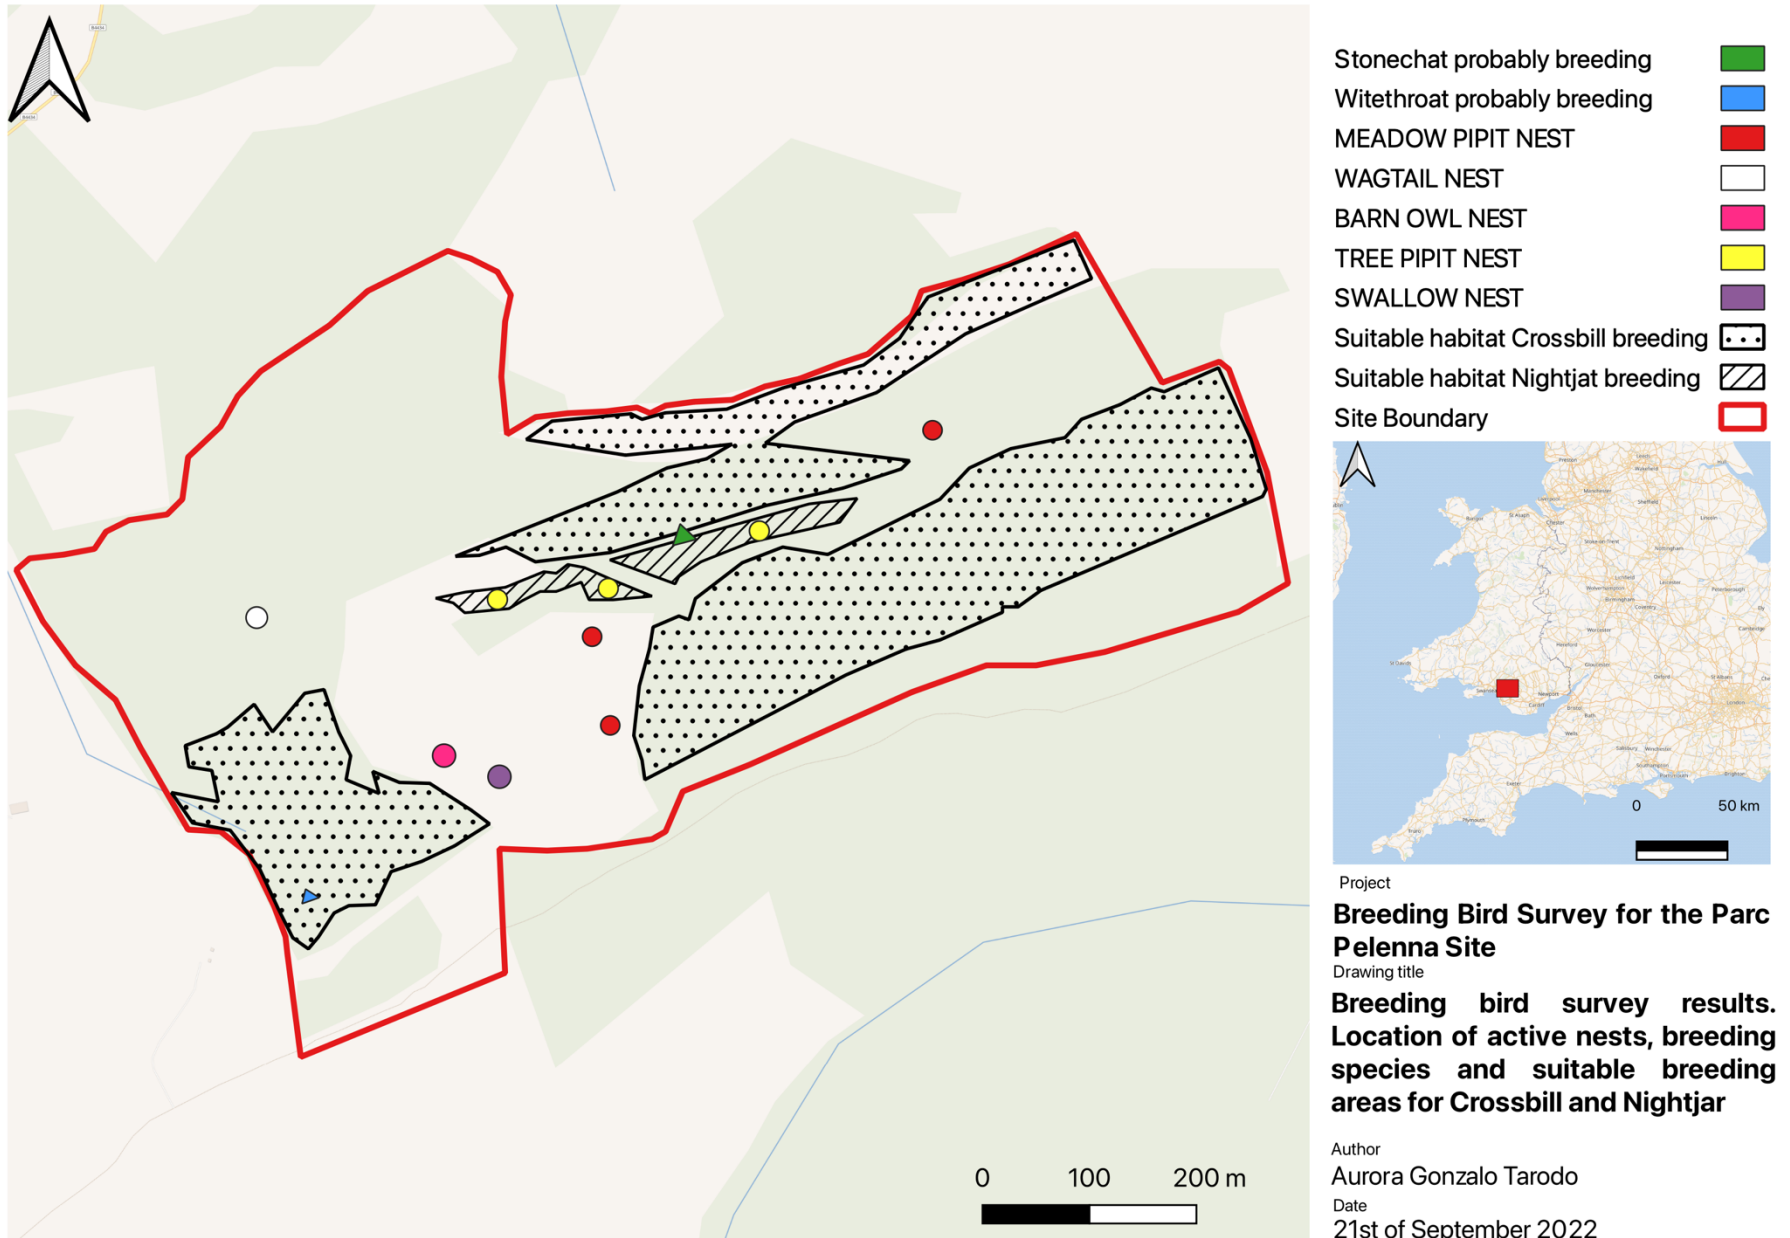 Stonechat probably breeding
Witethroat probably breeding
MEADOW PIPIT NEST
WAGTAIL NEST
BARN OWL NEST
TREE PIPIT NEST
SWALLOW NEST
Suitable habitat Crossbill breeding
Suitable habitat Nightjat breeding
Site Boundary
0 50 km
Project
Breeding Bird Survey for the Parc
Pelenna Site
Drawing title
Breeding bird survey results.
Location of active nests, breeding
species and suitable breeding
areas for Crossbill and Nightjar
Author
Aurora Gonzalo Tarodo
Date
21st of September 2022
0 100 200 m